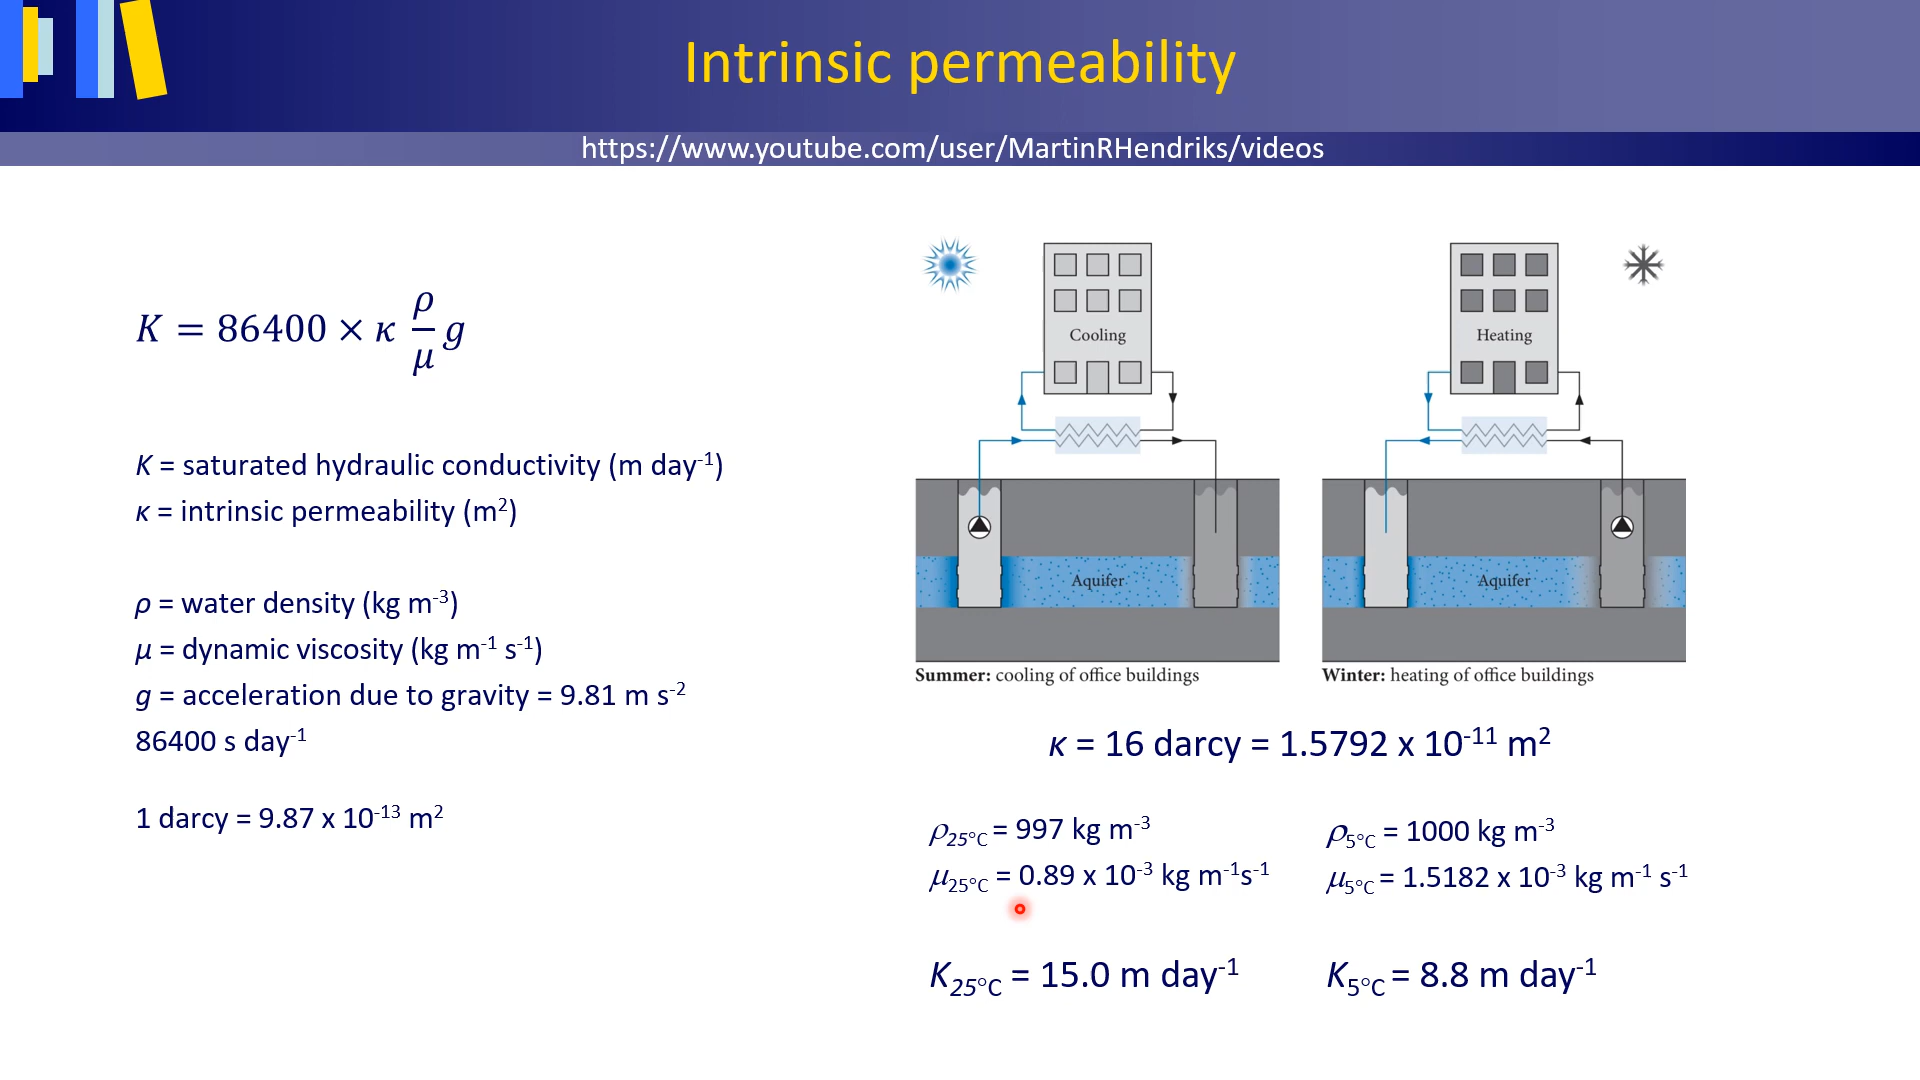 Intrinsic permeability
https://www.youtube.com/user/MartinRHendriks/videos
K = 86400 × κ ρ/μ g
K = saturated hydraulic conductivity (m day⁻¹)
κ = intrinsic permeability (m²)
ρ = water density (kg m⁻³)
μ = dynamic viscosity (kg m⁻¹ s⁻¹)
g = acceleration due to gravity = 9.81 m s⁻²
86400 s day⁻¹
1 darcy = 9.87 x 10⁻¹³ m²
Cooling
Aquifer
Summer: cooling of office buildings
Heating
Aquifer
Winter: heating of office buildings
κ = 16 darcy = 1.5792 x 10⁻¹¹ m²
ρ₂₅°C = 997 kg m⁻³
μ₂₅°C = 0.89 x 10⁻³ kg m⁻¹s⁻¹
K₂₅°C = 15.0 m day⁻¹
ρ₅°C = 1000 kg m⁻³
μ₅°C = 1.5182 x 10⁻³ kg m⁻¹ s⁻¹
K₅°C = 8.8 m day⁻¹